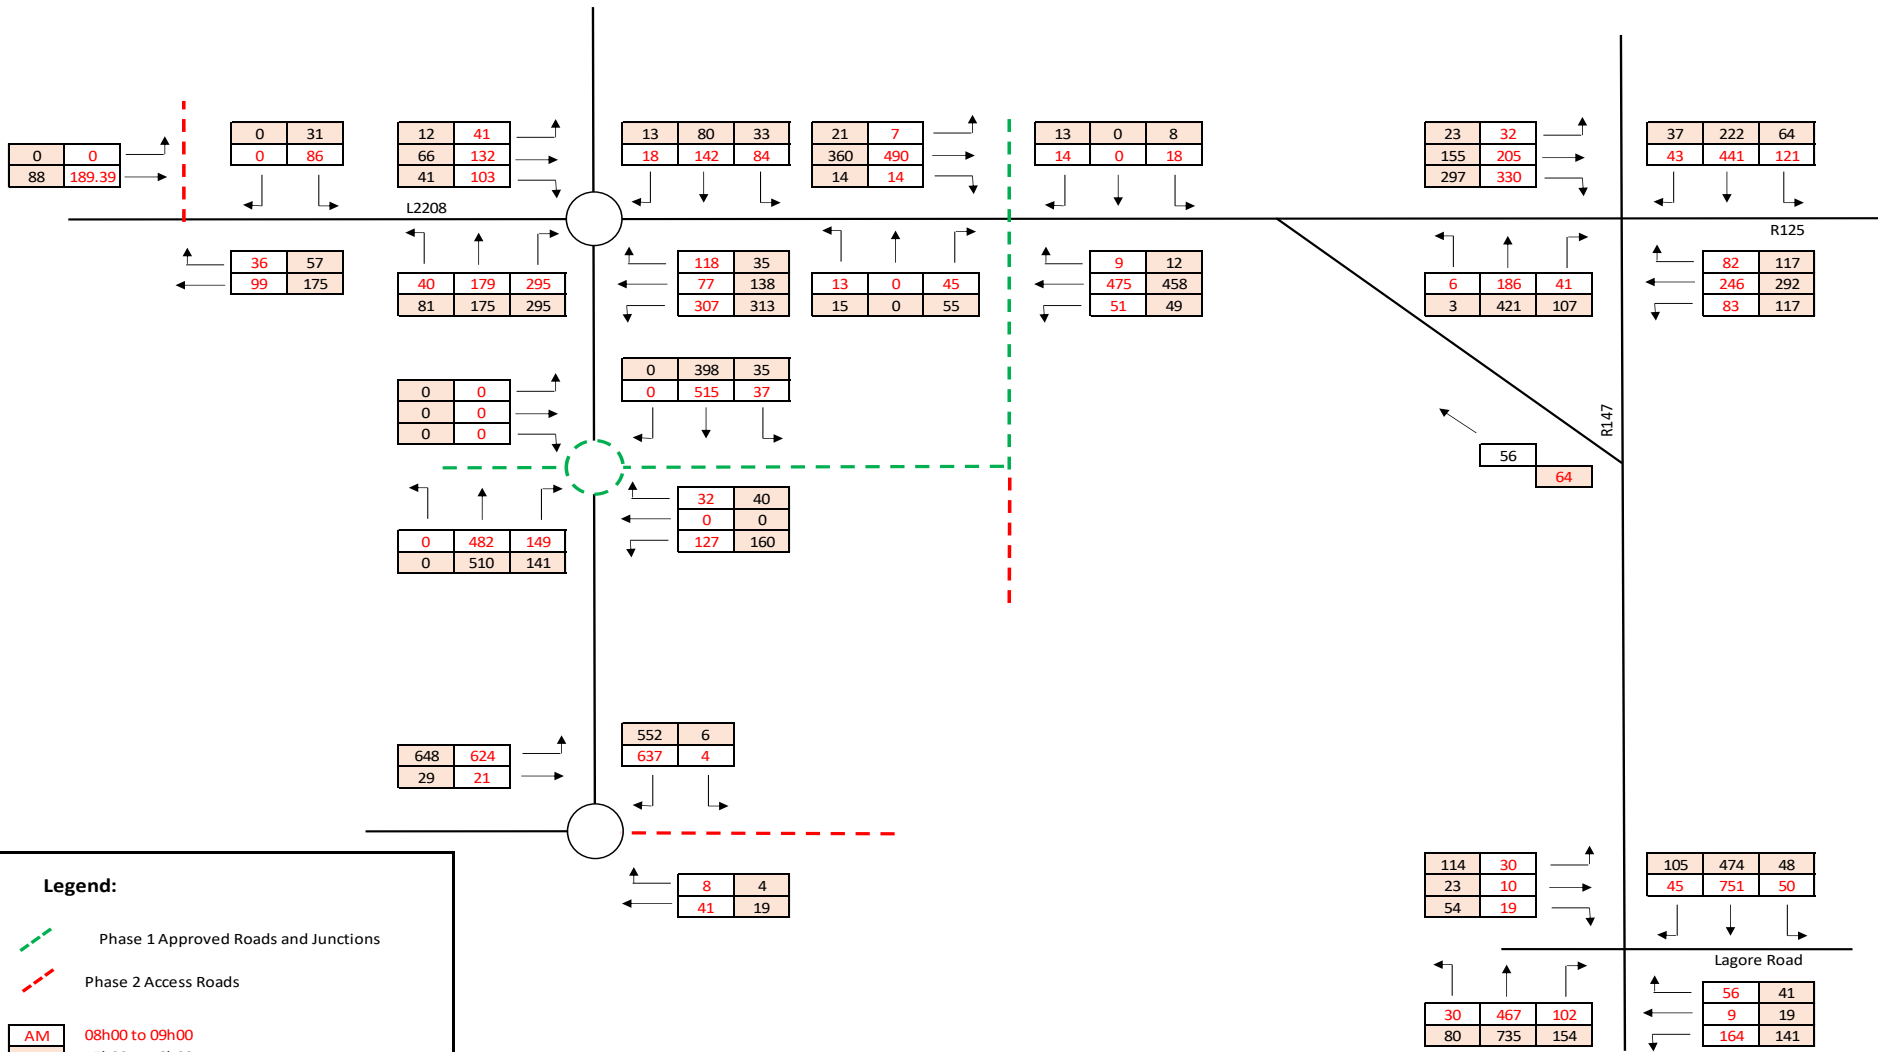 0 31
12 41
13 80 33
21 7
13 0 8
23 32
37 222 64
0 0
0 86
66 132
18 142 84
360 490
14 0 18
155 205
43 441 121
88 189.39
41 103
14 14
297 330
L2208
R125
36 57
118 35
9 12
82 117
99 175
40 179 295
77 138
13 0 45
475 458
6 186 41
246 292
81 175 295
307 313
15 0 55
51 49
3 421 107
83 117
0 398 35
0 0
0 515 37
0 0
0 0
R147
56
64
32 40
0 0
0 482 149
127 160
0 510 141
552 6
648 624
637 4
29 21
8 4
41 19
114 30
105 474 48
23 10
45 751 50
54 19
Lagore Road
56 41
30 467 102
9 19
80 735 154
164 141
Legend:
Phase 1 Approved Roads and Junctions
Phase 2 Access Roads
AM 08h00 to 09h00